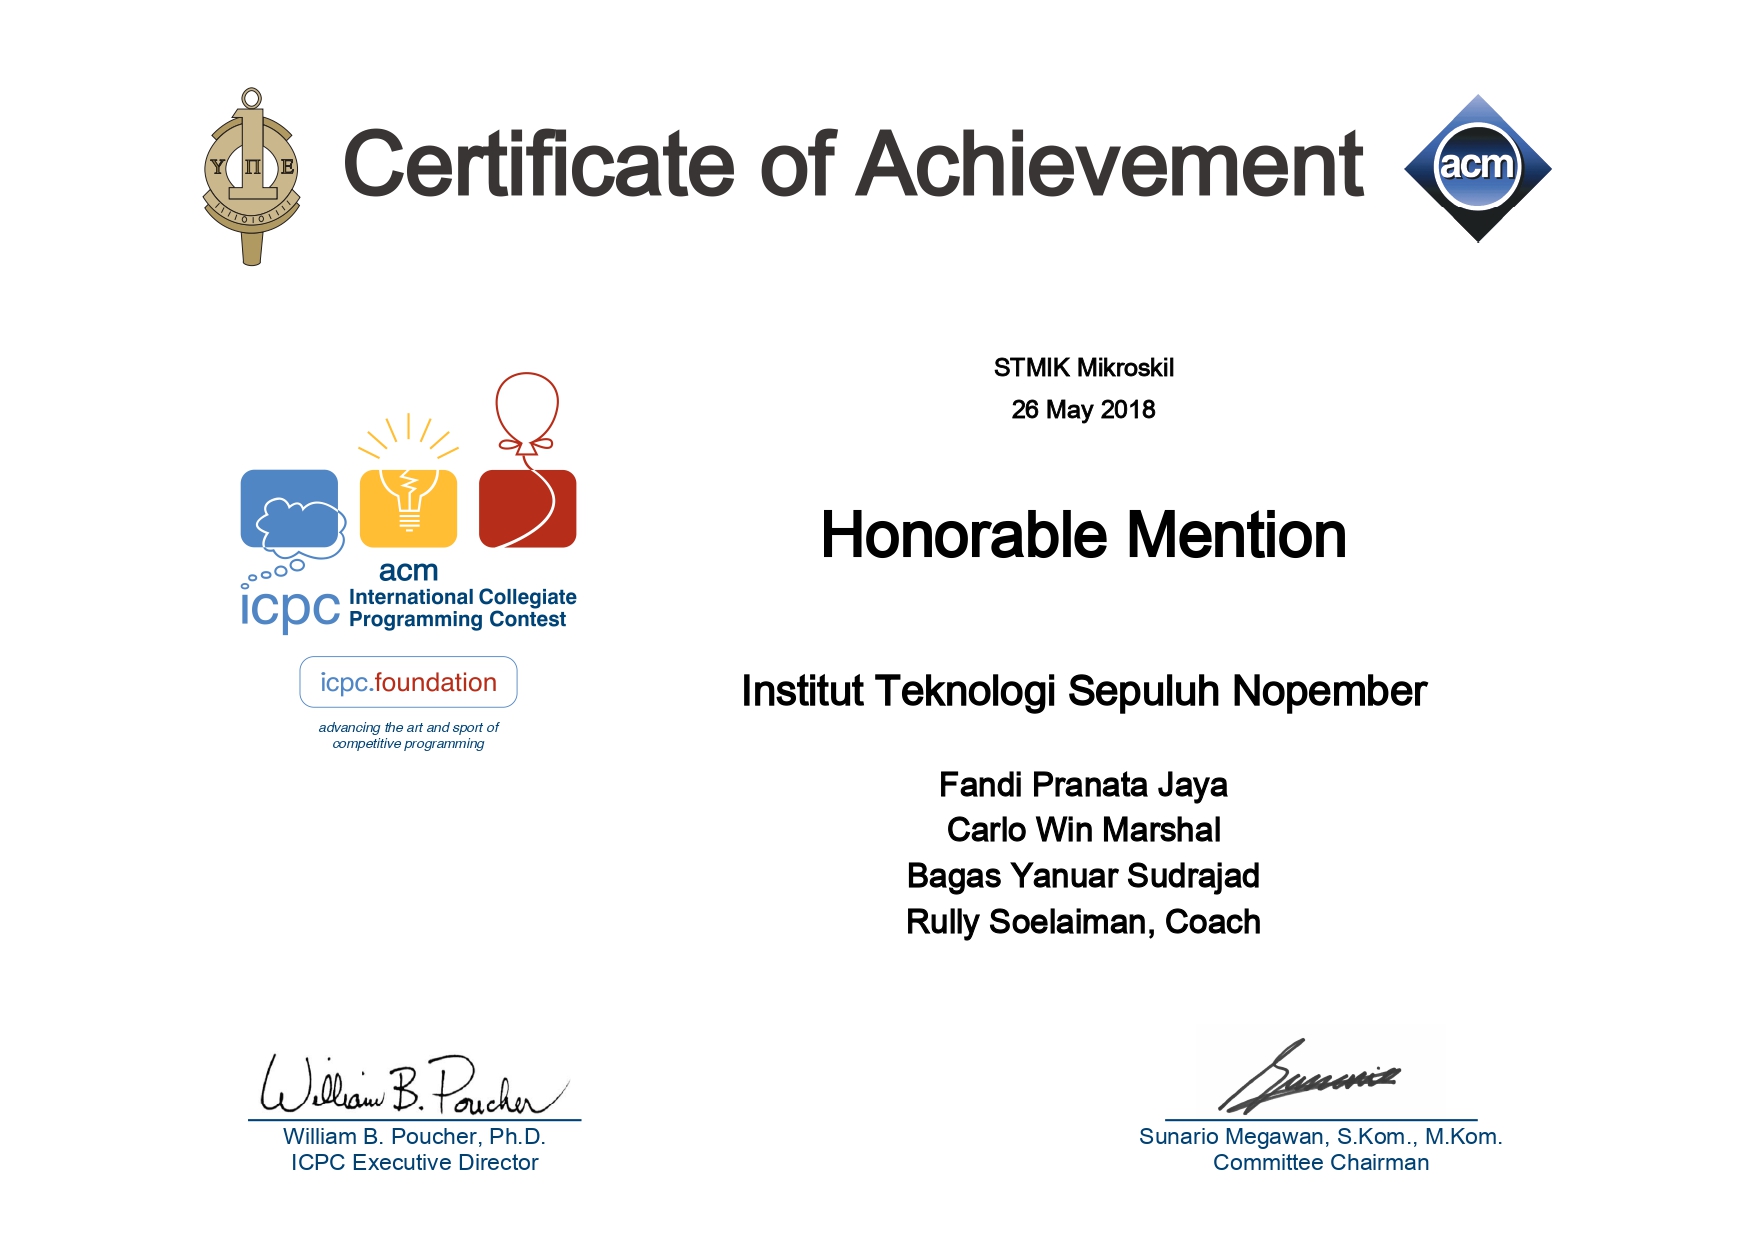 Υ Π Ε
Certificate of Achievement
acm
STMIK Mikroskil
26 May 2018
Honorable Mention
Institut Teknologi Sepuluh Nopember
Fandi Pranata Jaya
Carlo Win Marshal
Bagas Yanuar Sudrajad
Rully Soelaiman, Coach
acm
icpc International Collegiate
Programming Contest
icpc.foundation
advancing the art and sport of
competitive programming
William B. Poucher
William B. Poucher, Ph.D.
ICPC Executive Director
Sunario Megawan, S.Kom., M.Kom.
Committee Chairman